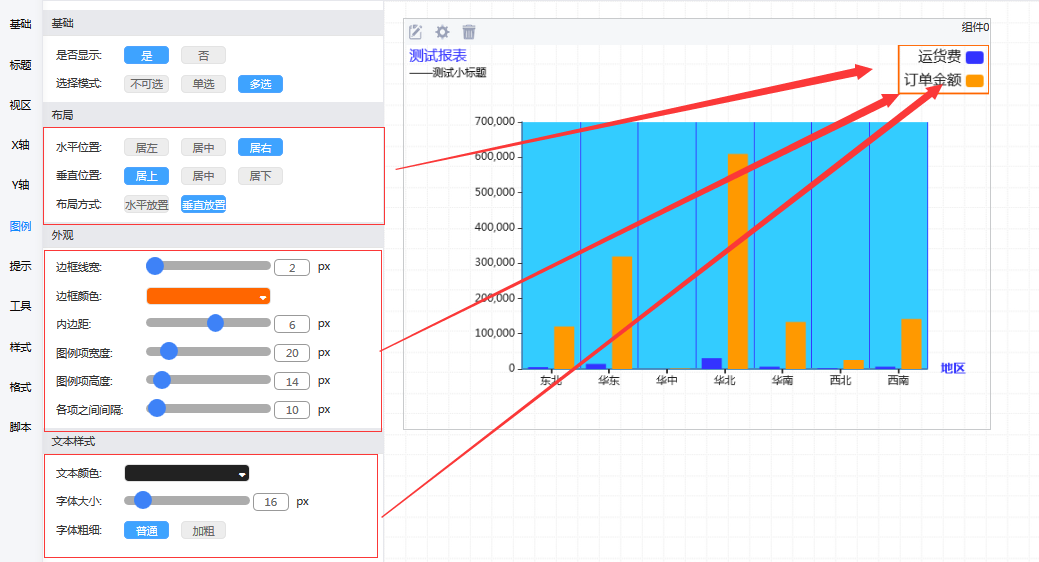 基础
标题
视区
X轴
Y轴
图例
提示
工具
样式
格式
脚本
基础
是否显示: 是 否
选择模式: 不可选 单选 多选
布局
水平位置: 居左 居中 居右
垂直位置: 居上 居中 居下
布局方式: 水平放置 垂直放置
外观
边框线宽: 2 px
边框颜色:
内边距: 6 px
图例项宽度: 20 px
图例项高度: 14 px
各项之间间隔: 10 px
文本样式
文本颜色:
字体大小: 16 px
字体粗细: 普通 加粗
组件0
测试报表
——测试小标题
运货费
订单金额
700,000
600,000
500,000
400,000
300,000
200,000
100,000
0
东北 华东 华中 华北 华南 西北 西南
地区